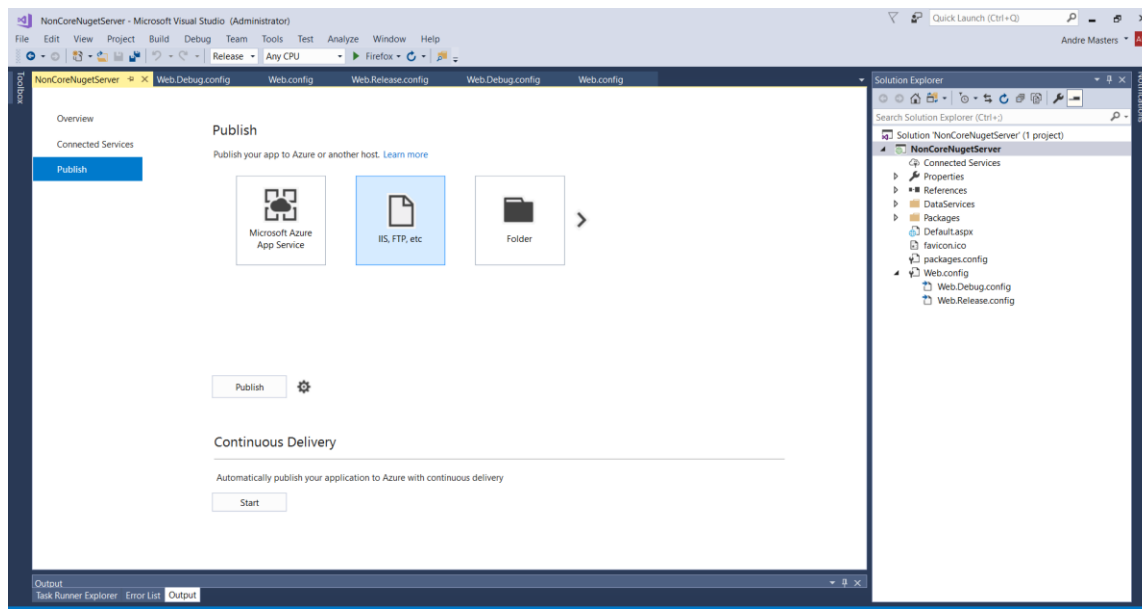 NonCoreNugetServer - Microsoft Visual Studio (Administrator)
Quick Launch (Ctrl+Q)
File Edit View Project Build Debug Team Tools Test Analyze Window Help
Andre Masters
Release Any CPU Firefox
Toolbox
NonCoreNugetServer Web.Debug.config Web.config Web.Release.config Web.Debug.config Web.config
Overview
Connected Services
Publish
Publish
Publish your app to Azure or another host. Learn more
Microsoft Azure
App Service
IIS, FTP, etc
Folder
Publish
Continuous Delivery
Automatically publish your application to Azure with continuous delivery
Start
Solution Explorer
Search Solution Explorer (Ctrl+;)
Solution 'NonCoreNugetServer' (1 project)
NonCoreNugetServer
Connected Services
Properties
References
DataServices
Packages
Default.aspx
favicon.ico
packages.config
Web.config
Web.Debug.config
Web.Release.config
Notifications
Output
Task Runner Explorer Error List Output